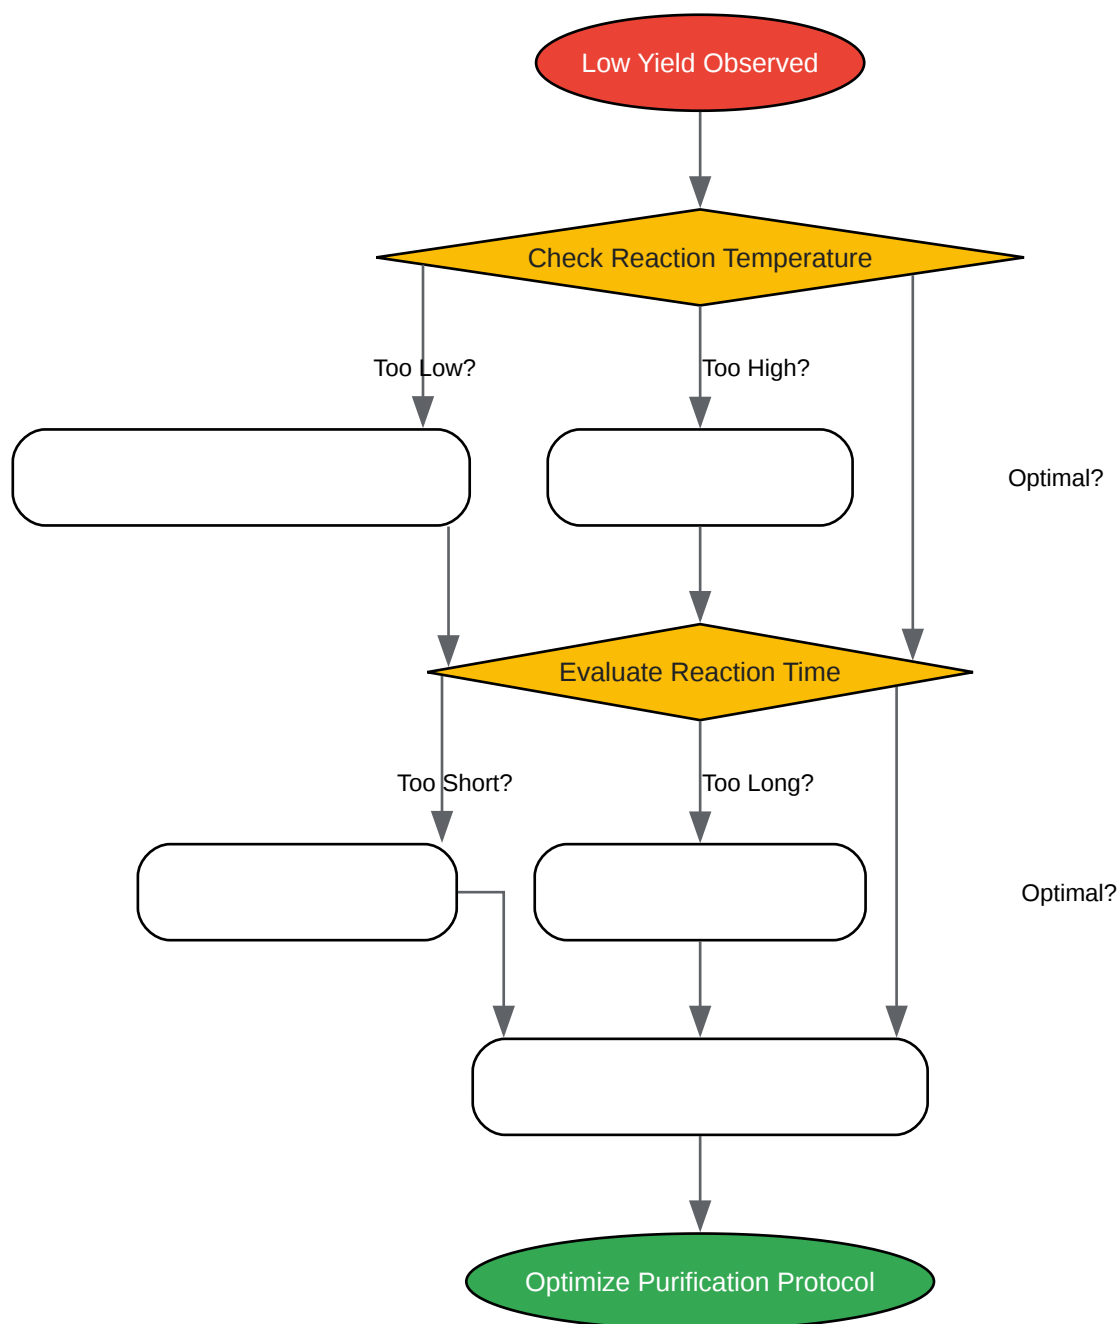 Low Yield Observed
Check Reaction Temperature
Too Low?
Too High?
Optimal?
Evaluate Reaction Time
Too Short?
Too Long?
Optimal?
Optimize Purification Protocol